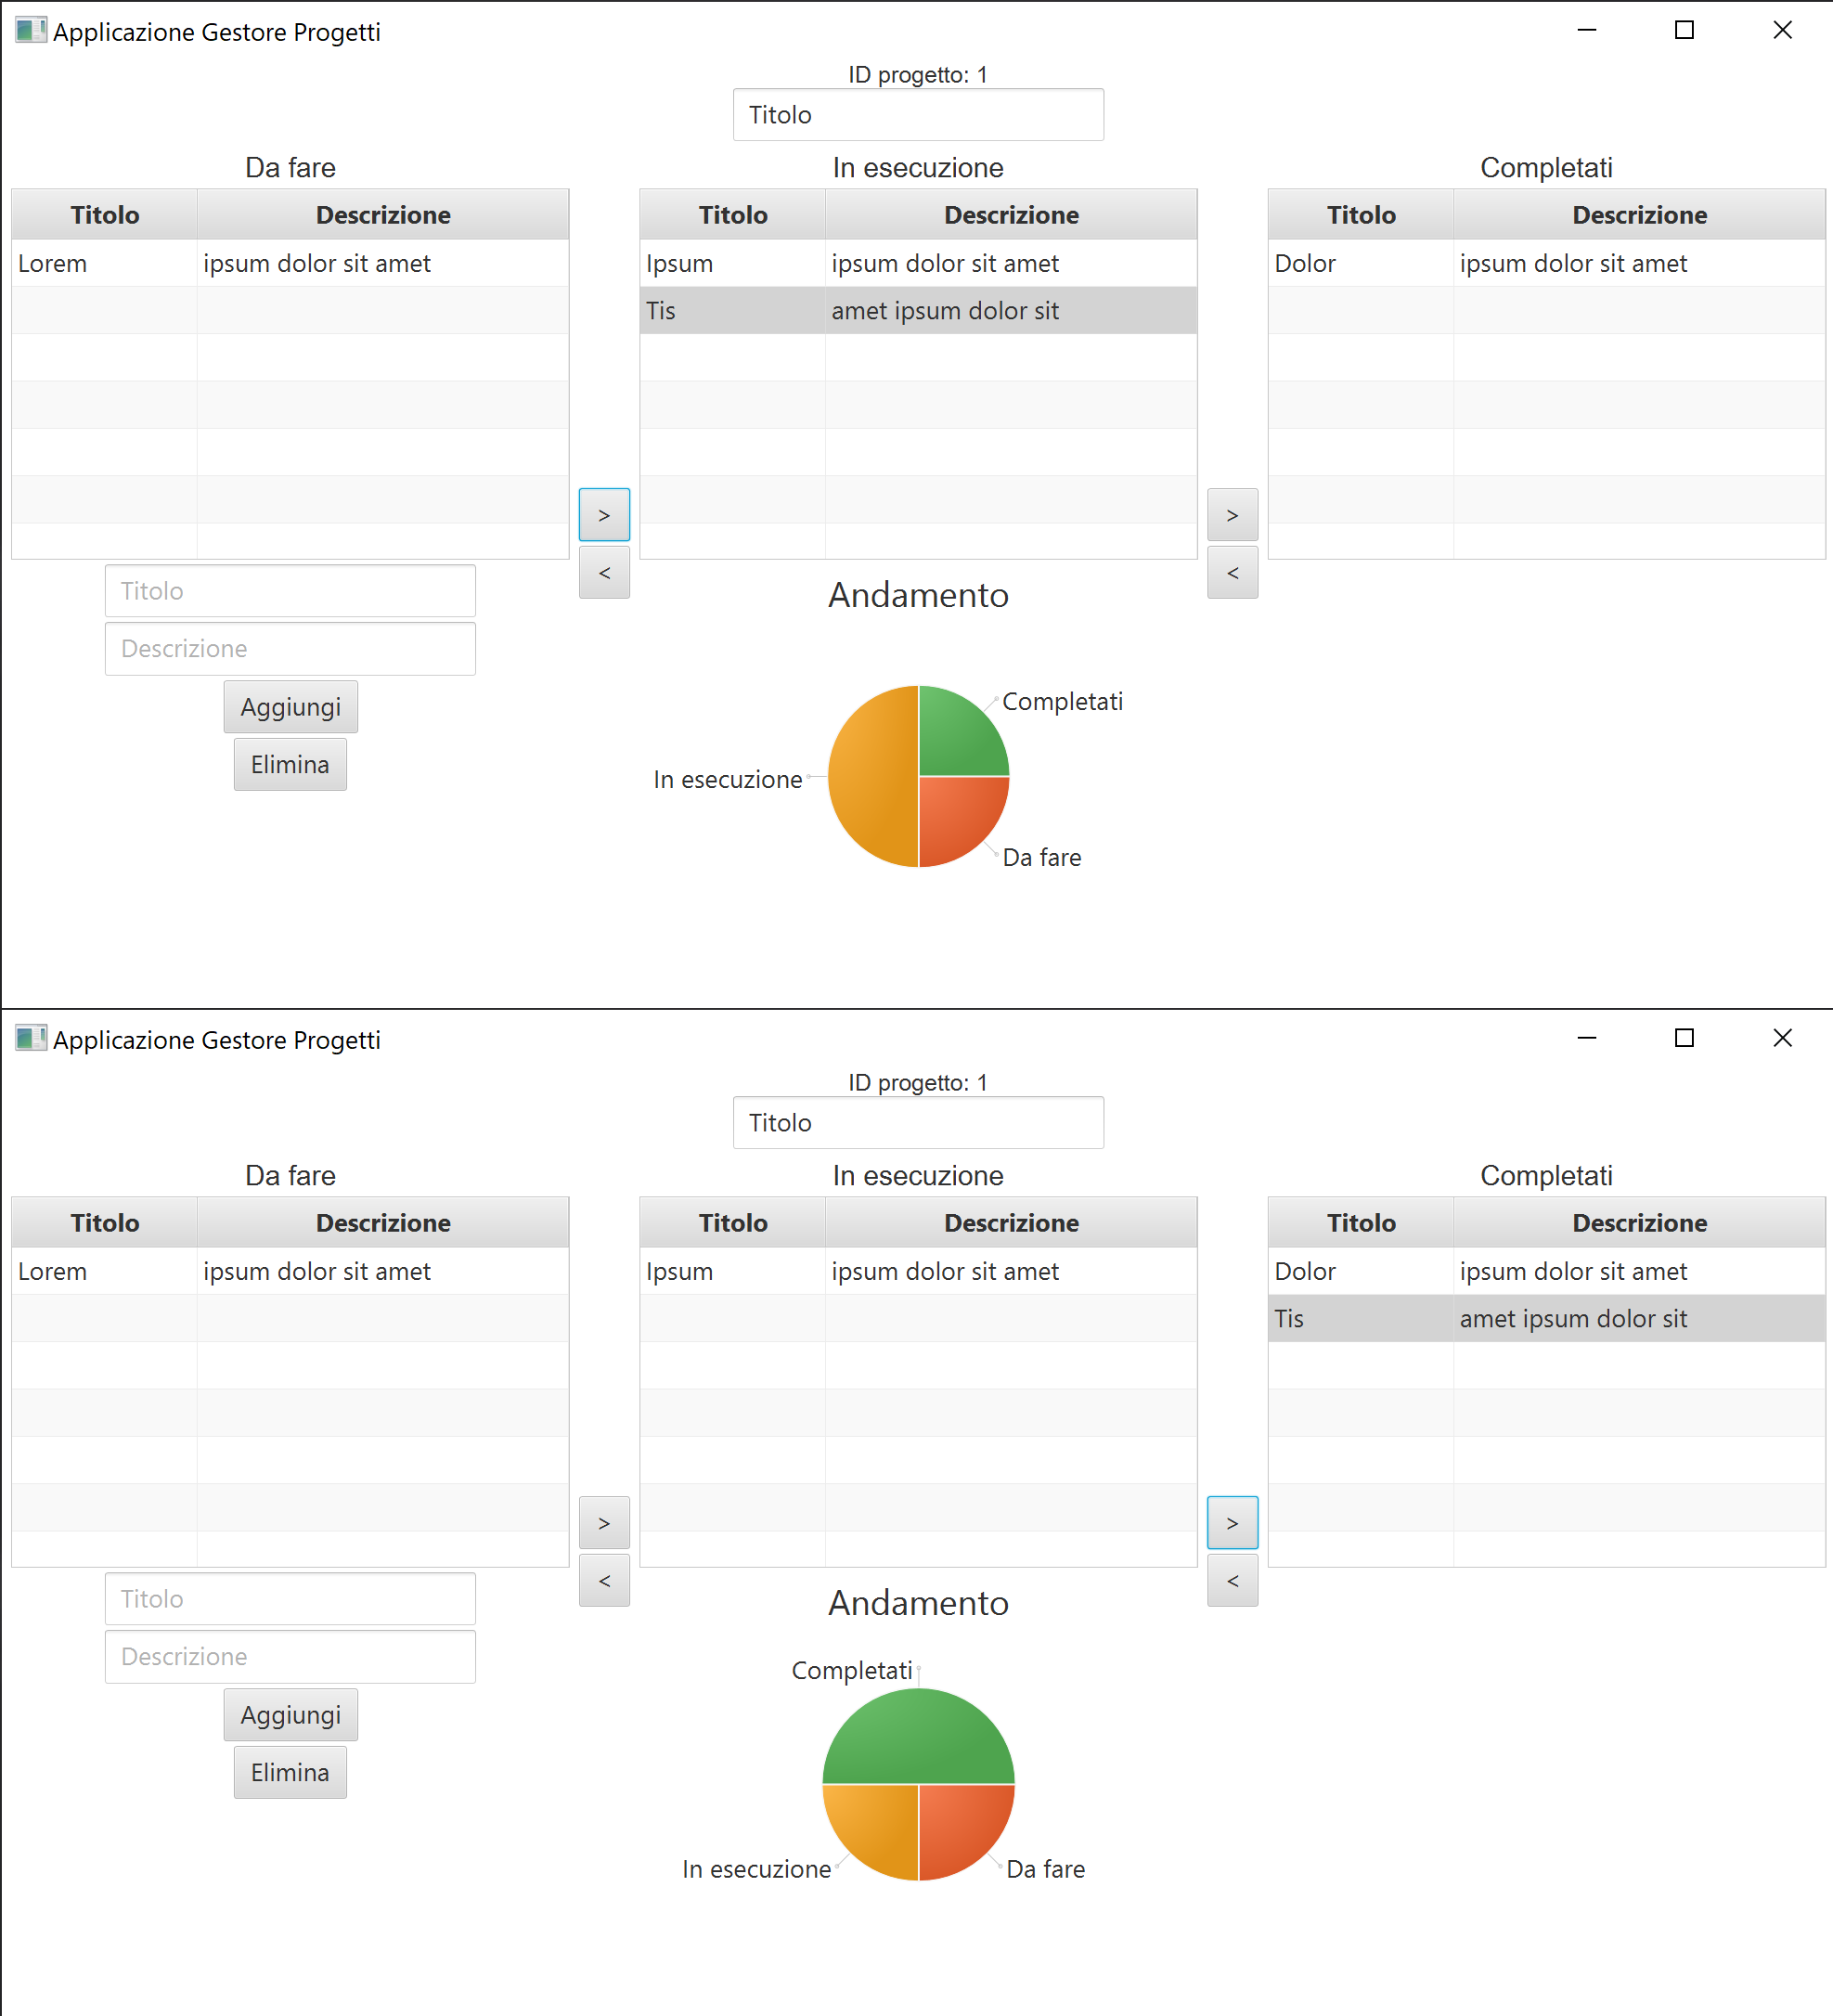 Applicazione Gestore Progetti
ID progetto: 1
Titolo
Da fare
In esecuzione
Completati
Titolo Descrizione Titolo Descrizione Titolo Descrizione
Lorem ipsum dolor sit amet Ipsum ipsum dolor sit amet Dolor ipsum dolor sit amet
Tis amet ipsum dolor sit
> >
< <
Titolo
Descrizione
Aggiungi
Elimina
Andamento
Completati
In esecuzione
Da fare
Applicazione Gestore Progetti
ID progetto: 1
Titolo
Da fare
In esecuzione
Completati
Titolo Descrizione Titolo Descrizione Titolo Descrizione
Lorem ipsum dolor sit amet Ipsum ipsum dolor sit amet Dolor ipsum dolor sit amet
Tis amet ipsum dolor sit
> >
< <
Titolo
Descrizione
Aggiungi
Elimina
Andamento
Completati
In esecuzione
Da fare